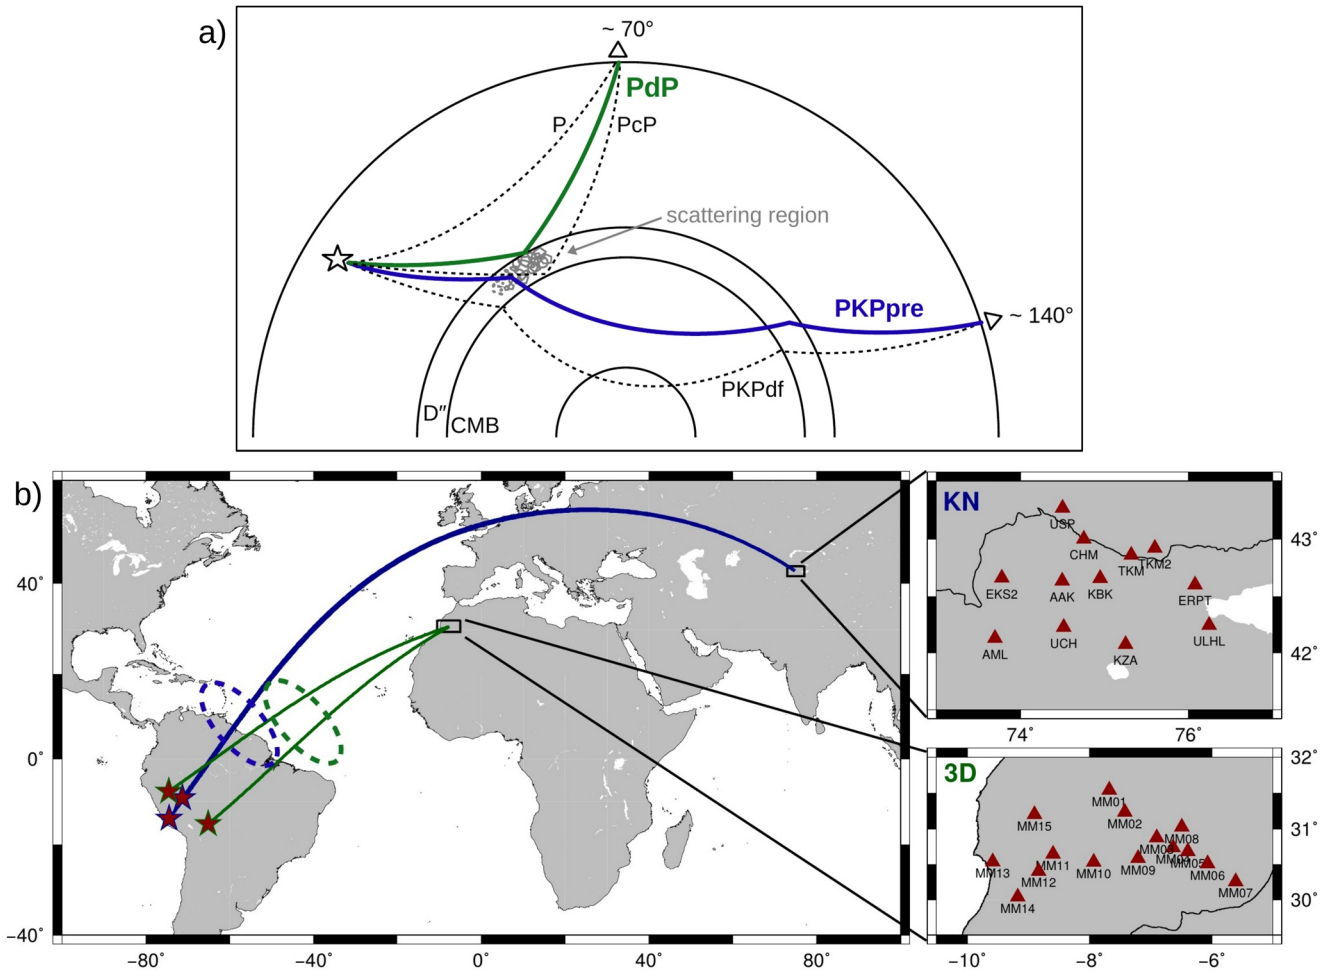 a)
~ 70°
PdP
P
PcP
scattering region
PKPpre
~ 140°
PKPdf
D″
CMB
b)
KN
USP
CHM
TKM
TKM2
EKS2
AAK
KBK
ERPT
AML
UCH
KZA
ULHL
43°
42°
74°
76°
40°
0°
−40°
−80°
−40°
0°
40°
80°
3D
MM01
MM02
MM15
MM08
MM13
MM11
MM12
MM10
MM09
MM05
MM06
MM14
MM07
32°
31°
30°
−10°
−8°
−6°